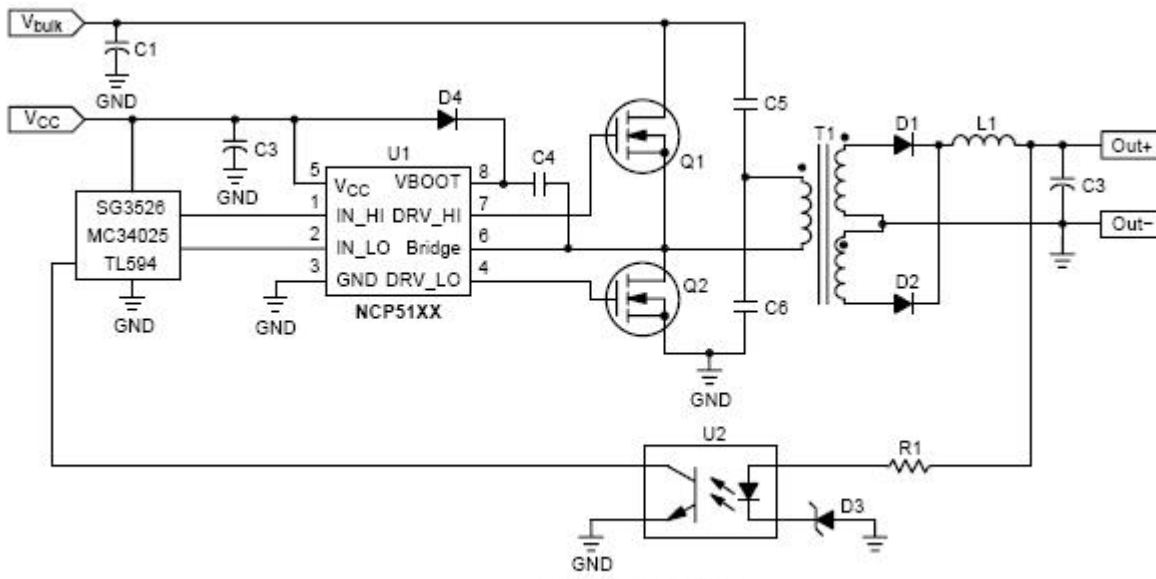 Vbulk
C1
GND
VCC
D4
C3
GND
U1
C4
Q1
C5
T1
D1
L1
Out+
C3
Out−
SG3526
MC34025
TL594
GND
5 VCC VBOOT 8
1 IN_HI DRV_HI 7
2 IN_LO Bridge 6
3 GND DRV_LO 4
NCP51XX
GND
Q2
C6
D2
GND
U2
R1
D3
GND